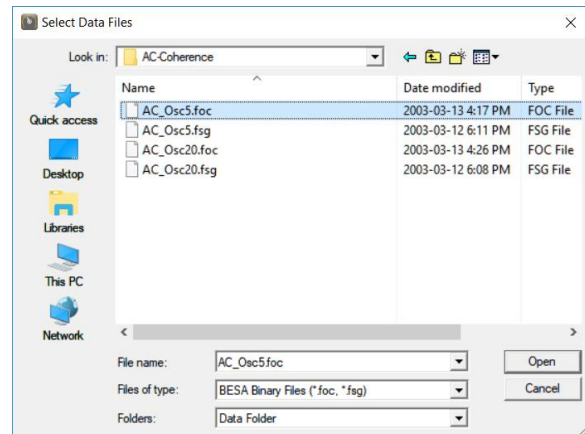 Select Data Files
Look in: AC-Coherence
Name Date modified Type
AC_Osc5.foc 2003-03-13 4:17 PM FOC File
AC_Osc5.fsg 2003-03-12 6:11 PM FSG File
AC_Osc20.foc 2003-03-13 4:26 PM FOC File
AC_Osc20.fsg 2003-03-12 6:08 PM FSG File
Quick access
Desktop
Libraries
This PC
Network
File name: AC_Osc5.foc Open
Files of type: BESA Binary Files (*.foc, *.fsg) Cancel
Folders: Data Folder